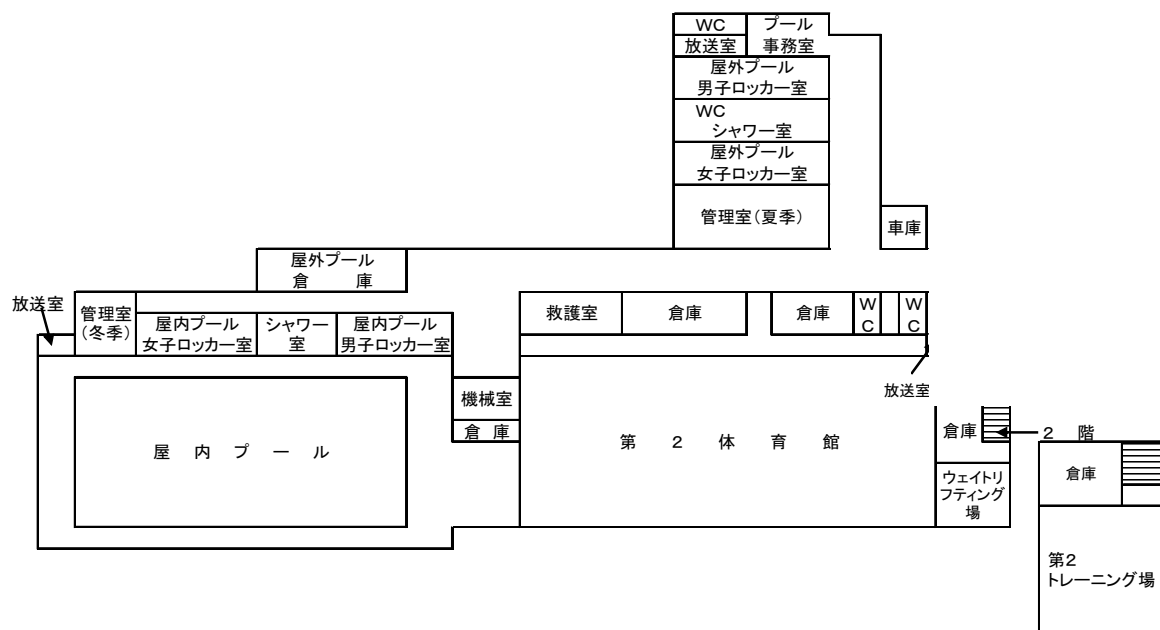 WC
放送室
プール
事務室
屋外プール
男子ロッカー室
WC
シャワー室
屋外プール
女子ロッカー室
管理室(夏季)
車庫
屋外プール
倉　　庫
放送室
管理室
(冬季)
屋内プール
女子ロッカー室
シャワー
室
屋内プール
男子ロッカー室
救護室
倉庫
倉庫
W
C
W
C
放送室
機械室
倉 庫
屋　内　プ　ー　ル
第　２　体　育　館
倉庫
２　階
ウェイトリ
フティング
場
倉庫
第2
トレーニング場